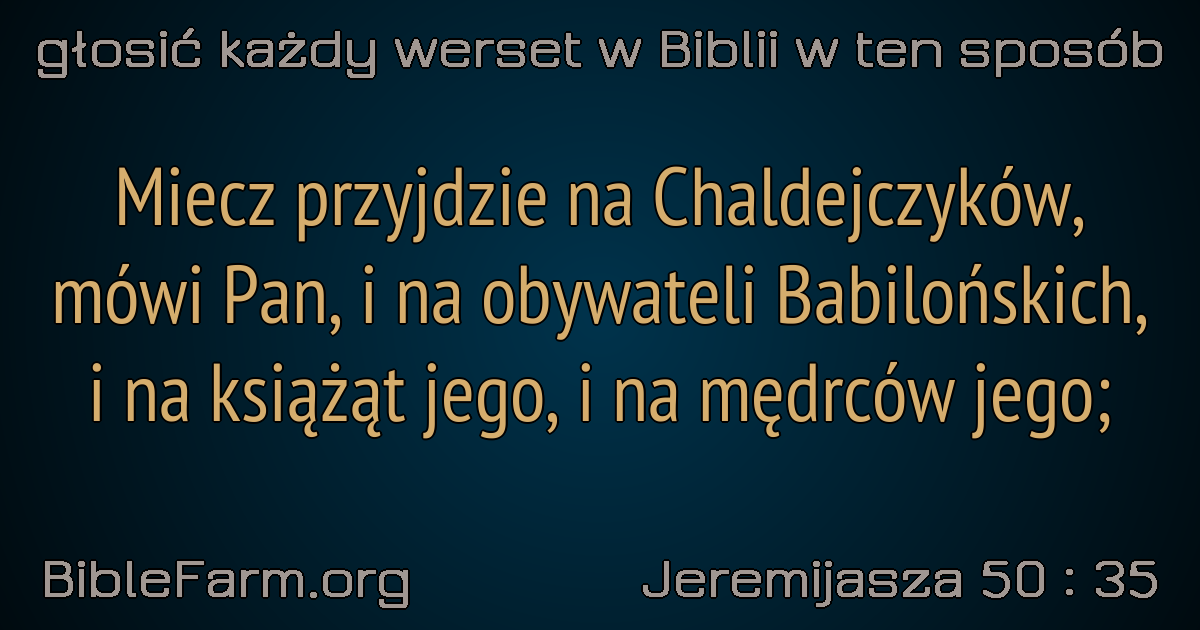 głosić każdy werset w Biblii w ten sposób
Miecz przyjdzie na Chaldejczyków,
mówi Pan, i na obywateli Babilońskich,
i na książąt jego, i na mędrców jego;
BibleFarm.org
Jeremijasza 50 : 35